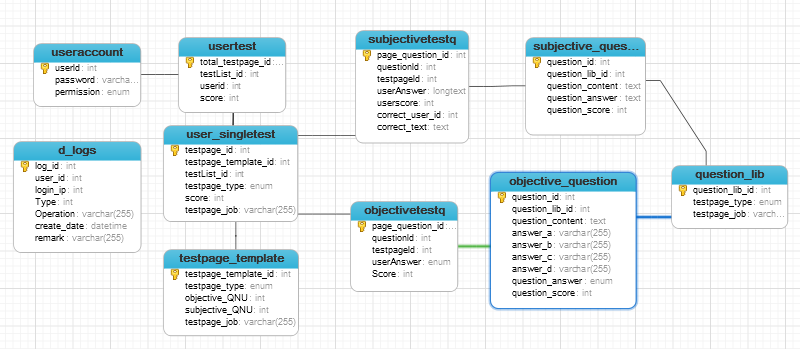 useraccount
userId: int
password: varcha...
permission: enum
usertest
total_testpage_id:...
testList_id: int
userid: int
score: int
subjectivetestq
page_question_id: int
questionId: int
testpageId: int
userAnswer: longtext
userscore: int
correct_user_id: int
correct_text: text
subjective_ques...
question_id: int
question_lib_id: int
question_content: text
question_answer: text
question_score: int
d_logs
log_id: int
user_id: int
login_ip: int
Type: int
Operation: varchar(255)
create_date: datetime
remark: varchar(255)
user_singletest
testpage_id: int
testpage_template_id: int
testList_id: int
testpage_type: enum
score: int
testpage_job: varchar(255)
objectivetestq
page_question_id:...
questionId: int
testpageId: int
userAnswer: enum
Score: int
objective_question
question_id: int
question_lib_id: int
question_content: text
answer_a: varchar(255)
answer_b: varchar(255)
answer_c: varchar(255)
answer_d: varchar(255)
question_answer: enum
question_score: int
question_lib
question_lib_id: int
testpage_type: enum
testpage_job: varch...
testpage_template
testpage_template_id: int
testpage_type: enum
objective_QNU: int
subjective_QNU: int
testpage_job: varchar(255)